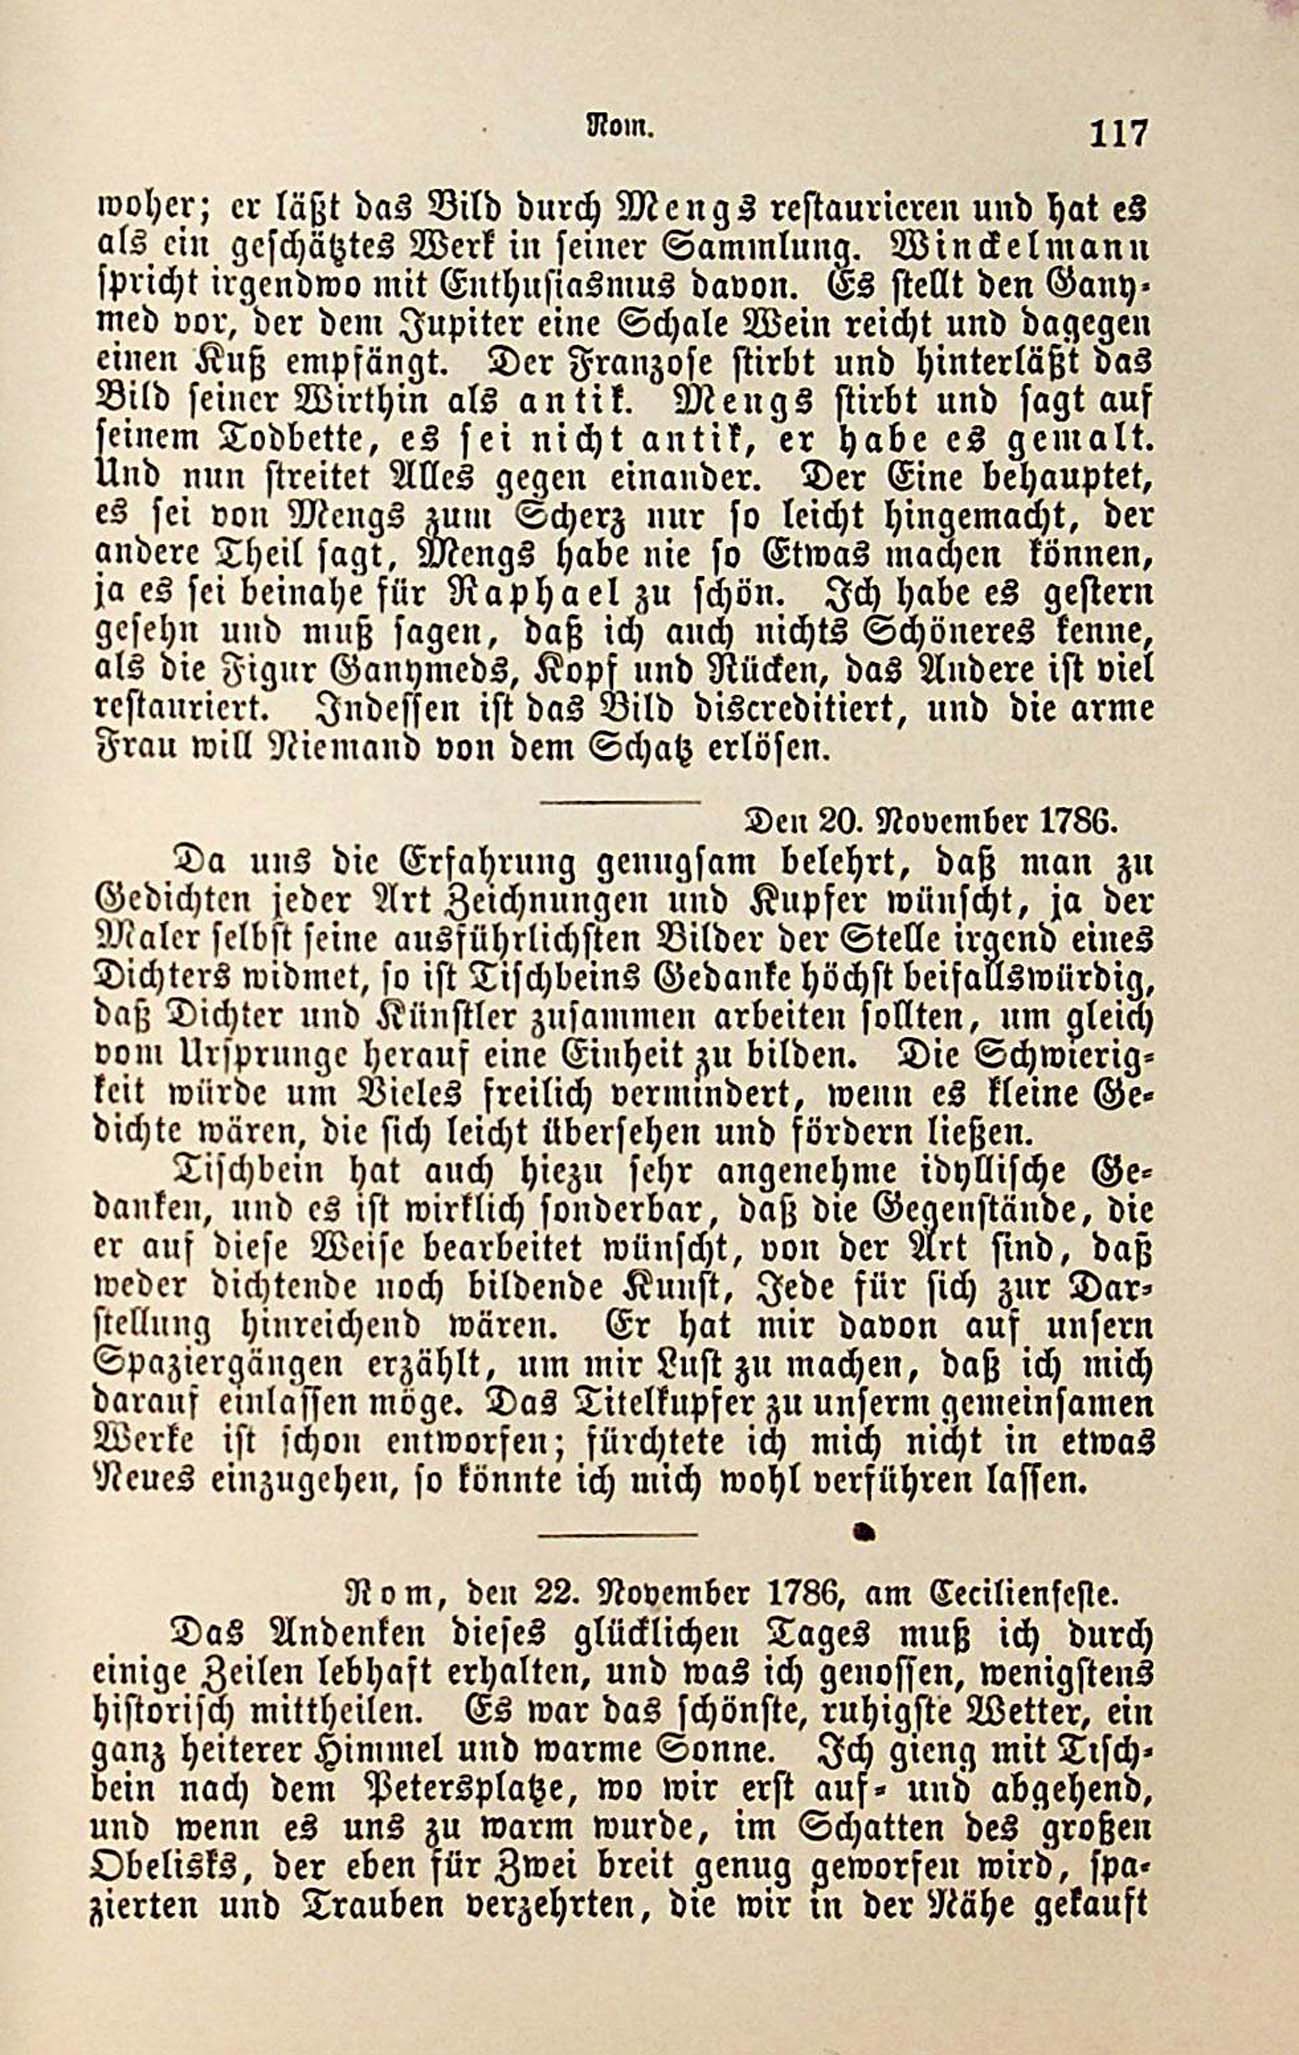 Rom.
117
woher; er läßt das Bild durch Mengs restaurieren und hat es
als ein geschätztes Werk in seiner Sammlung. Winckelmann
spricht irgendwo mit Enthusiasmus davon. Es stellt den Gany-
med vor, der dem Jupiter eine Schale Wein reicht und dagegen
einen Kuß empfängt. Der Franzose stirbt und hinterläßt das
Bild seiner Wirthin als antik. Mengs stirbt und sagt auf
seinem Todbette, es sei nicht antik, er habe es gemalt.
Und nun streitet Alles gegen einander. Der Eine behauptet,
es sei von Mengs zum Scherz nur so leicht hingemacht, der
andere Theil sagt, Mengs habe nie so Etwas machen können,
ja es sei beinahe für Raphael zu schön. Ich habe es gestern
gesehn und muß sagen, daß ich auch nichts Schöneres kenne,
als die Figur Ganymeds, Kopf und Rücken, das Andere ist viel
restauriert. Indessen ist das Bild discreditiert, und die arme
Frau will Niemand von dem Schatz erlösen.
Den 20. November 1786.
Da uns die Erfahrung genugsam belehrt, daß man zu
Gedichten jeder Art Zeichnungen und Kupfer wünscht, ja der
Maler selbst seine ausführlichsten Bilder der Stelle irgend eines
Dichters widmet, so ist Tischbeins Gedanke höchst beifallswürdig,
daß Dichter und Künstler zusammen arbeiten sollten, um gleich
vom Ursprunge herauf eine Einheit zu bilden. Die Schwierig-
keit würde um Vieles freilich vermindert, wenn es kleine Ge-
dichte wären, die sich leicht übersehen und fördern ließen.
Tischbein hat auch hiezu sehr angenehme idyllische Ge-
danken, und es ist wirklich sonderbar, daß die Gegenstände, die
er auf diese Weise bearbeitet wünscht, von der Art sind, daß
weder dichtende noch bildende Kunst, Jede für sich zur Dar-
stellung hinreichend wären. Er hat mir davon auf unsern
Spaziergängen erzählt, um mir Lust zu machen, daß ich mich
darauf einlassen möge. Das Titelkupfer zu unserm gemeinsamen
Werke ist schon entworfen; fürchtete ich mich nicht in etwas
Neues einzugehen, so könnte ich mich wohl verführen lassen.
Rom, den 22. November 1786, am Cecilienfeste.
Das Andenken dieses glücklichen Tages muß ich durch
einige Zeilen lebhaft erhalten, und was ich genossen, wenigstens
historisch mittheilen. Es war das schönste, ruhigste Wetter, ein
ganz heiterer Himmel und warme Sonne. Ich gieng mit Tisch-
bein nach dem Petersplatze, wo wir erst auf- und abgehend,
und wenn es uns zu warm wurde, im Schatten des großen
Obelisks, der eben für Zwei breit genug geworfen wird, spa-
zierten und Trauben verzehrten, die wir in der Nähe gekauft